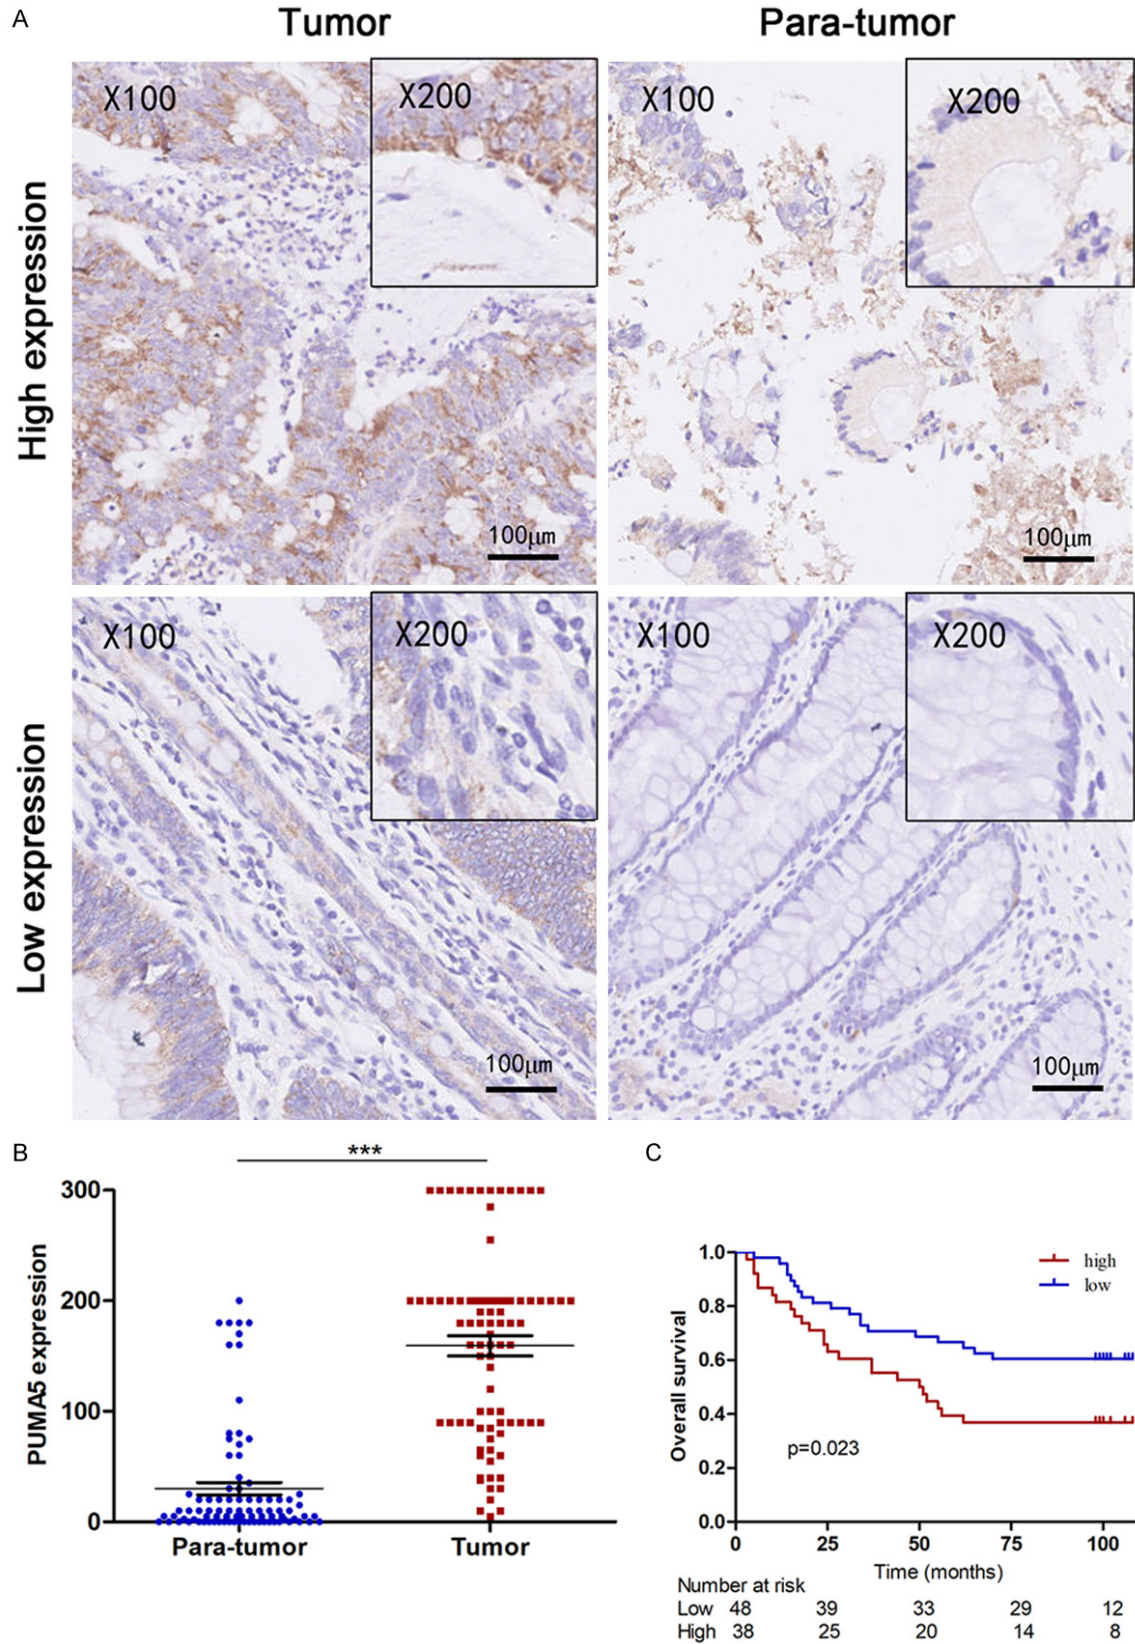 A
Tumor
Para-tumor
High expression
X100
X200
100μm
X100
X200
100μm
Low expression
X100
X200
100μm
X100
X200
100μm
B
***
PUMA5 expression
300
200
100
0
Para-tumor
Tumor
C
Overall survival
1.0
0.8
0.6
0.4
0.2
0.0
high
low
p=0.023
0 25 50 75 100
Time (months)
Number at risk
Low 48 39 33 29 12
High 38 25 20 14 8